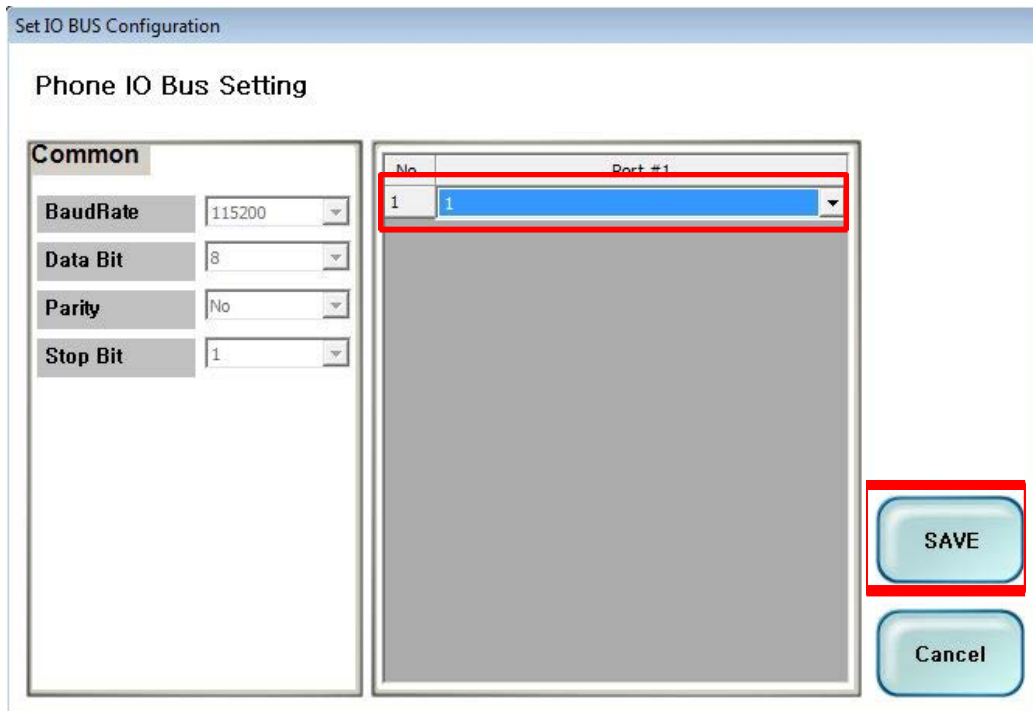 Set IO BUS Configuration
Phone IO Bus Setting
Common
BaudRate 115200
Data Bit 8
Parity No
Stop Bit 1
No Port #1
1 1
SAVE
Cancel